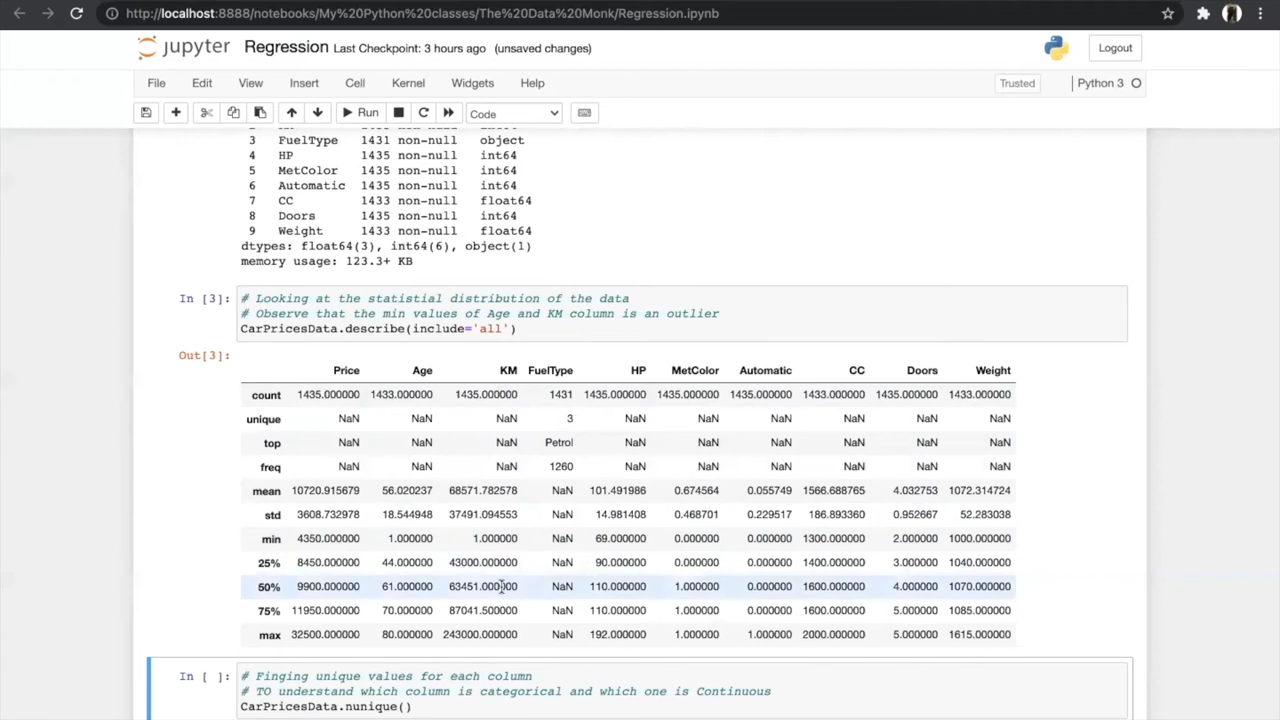 http://localhost:8888/notebooks/My%20Python%20classes/The%20Data%20Monk/Regression.ipynb
jupyter Regression Last Checkpoint: 3 hours ago (unsaved changes) Logout
File Edit View Insert Cell Kernel Widgets Help Trusted Python 3
Run Code
3 FuelType 1431 non-null object
4 HP 1435 non-null int64
5 MetColor 1435 non-null int64
6 Automatic 1435 non-null int64
7 CC 1433 non-null float64
8 Doors 1435 non-null int64
9 Weight 1433 non-null float64
dtypes: float64(3), int64(6), object(1)
memory usage: 123.3+ KB
In [3]: # Looking at the statistial distribution of the data
# Observe that the min values of Age and KM column is an outlier
CarPricesData.describe(include='all')
Out[3]:
Price Age KM FuelType HP MetColor Automatic CC Doors Weight
count 1435.000000 1433.000000 1435.000000 1431 1435.000000 1435.000000 1435.000000 1433.000000 1435.000000 1433.000000
unique NaN NaN NaN 3 NaN NaN NaN NaN NaN NaN
top NaN NaN NaN Petrol NaN NaN NaN NaN NaN NaN
freq NaN NaN NaN 1260 NaN NaN NaN NaN NaN NaN
mean 10720.915679 56.020237 68571.782578 NaN 101.491986 0.674564 0.055749 1566.688765 4.032753 1072.314724
std 3608.732978 18.544948 37491.094553 NaN 14.981408 0.468701 0.229517 186.893360 0.952667 52.283038
min 4350.000000 1.000000 1.000000 NaN 69.000000 0.000000 0.000000 1300.000000 2.000000 1000.000000
25% 8450.000000 44.000000 43000.000000 NaN 90.000000 0.000000 0.000000 1400.000000 3.000000 1040.000000
50% 9900.000000 61.000000 63451.000000 NaN 110.000000 1.000000 0.000000 1600.000000 4.000000 1070.000000
75% 11950.000000 70.000000 87041.500000 NaN 110.000000 1.000000 0.000000 1600.000000 5.000000 1085.000000
max 32500.000000 80.000000 243000.000000 NaN 192.000000 1.000000 1.000000 2000.000000 5.000000 1615.000000
In [ ]: # Finging unique values for each column
# TO understand which column is categorical and which one is Continuous
CarPricesData.nunique()